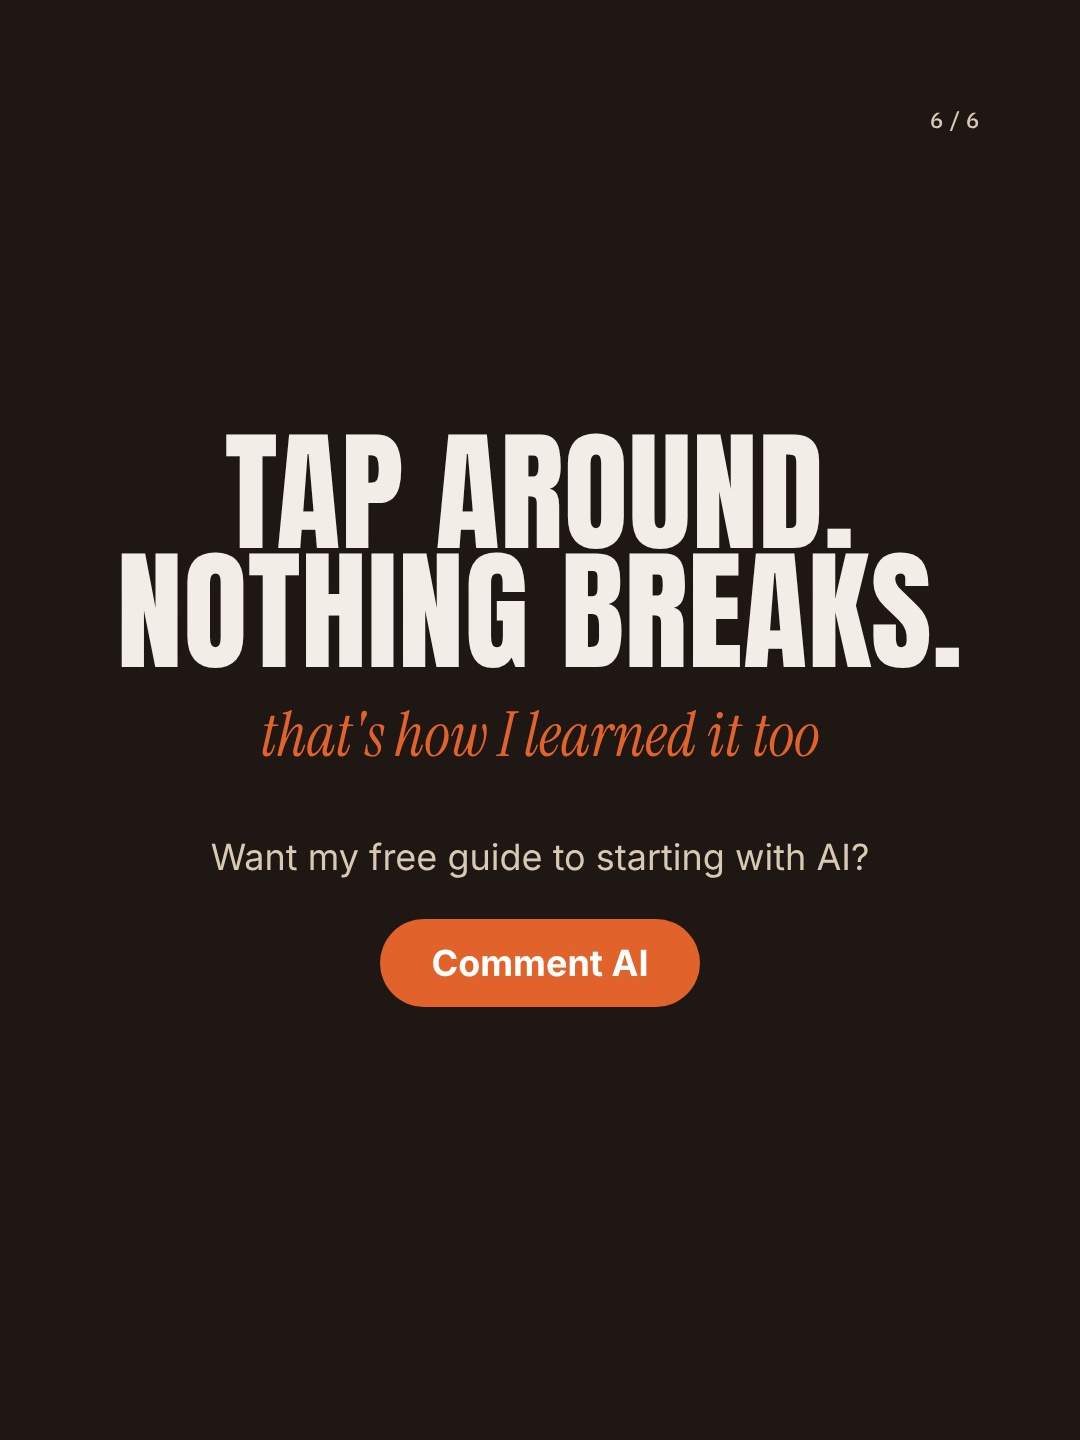 6 / 6
TAP AROUND.
NOTHING BREAKS.
that's how I learned it too
Want my free guide to starting with AI?
Comment AI